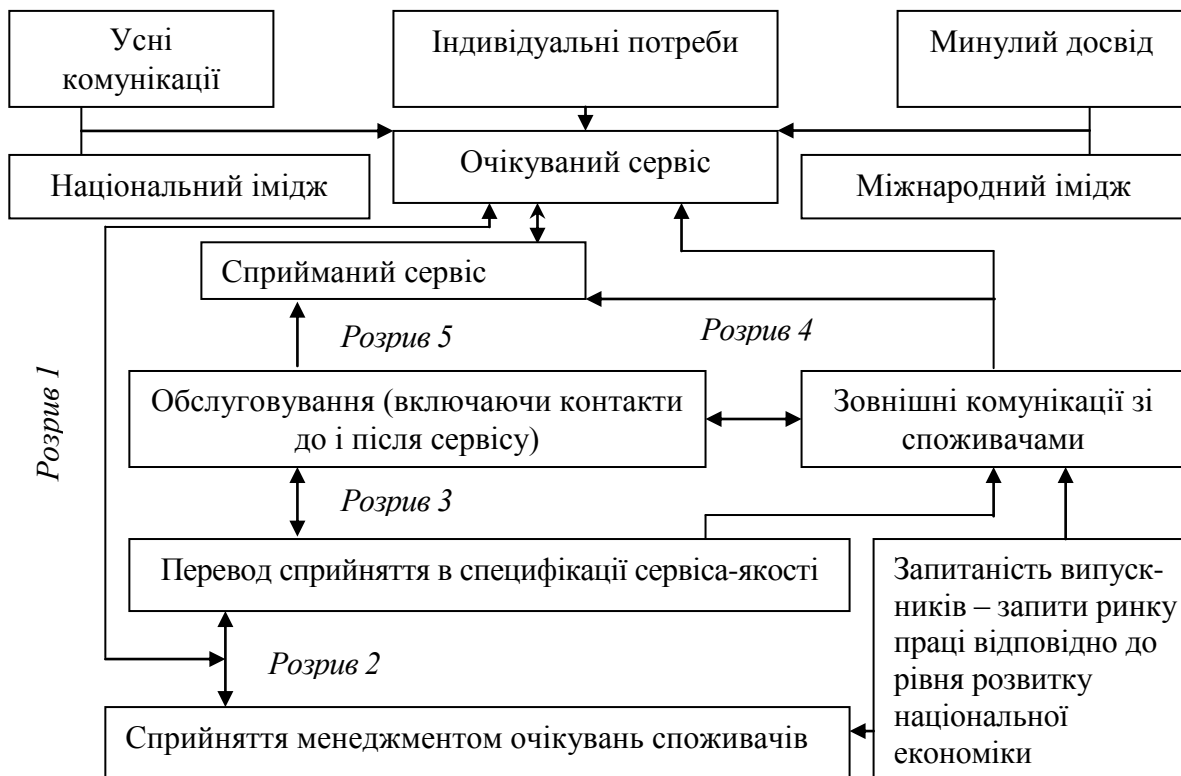 Усні
комунікації
Індивідуальні потреби
Минулий досвід
Очікуваний сервіс
Національний імідж
Міжнародний імідж
Сприйманий сервіс
Розрив 5
Розрив 4
Розрив 1
Обслуговування (включаючи контакти
до і після сервісу)
Зовнішні комунікації зі
споживачами
Розрив 3
Перевод сприйняття в специфікації сервіса-якості
Запитаність випуск-
ників – запити ринку
праці відповідно до
рівня розвитку
національної
економіки
Розрив 2
Сприйняття менеджментом очікувань споживачів